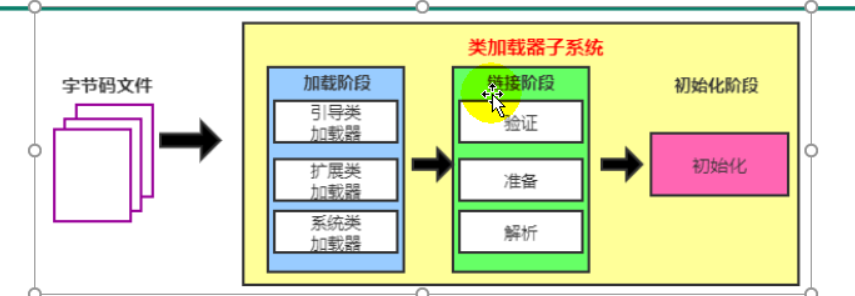 类加载器子系统
字节码文件
加载阶段
引导类
加载器
扩展类
加载器
系统类
加载器
链接阶段
验证
准备
解析
初始化阶段
初始化